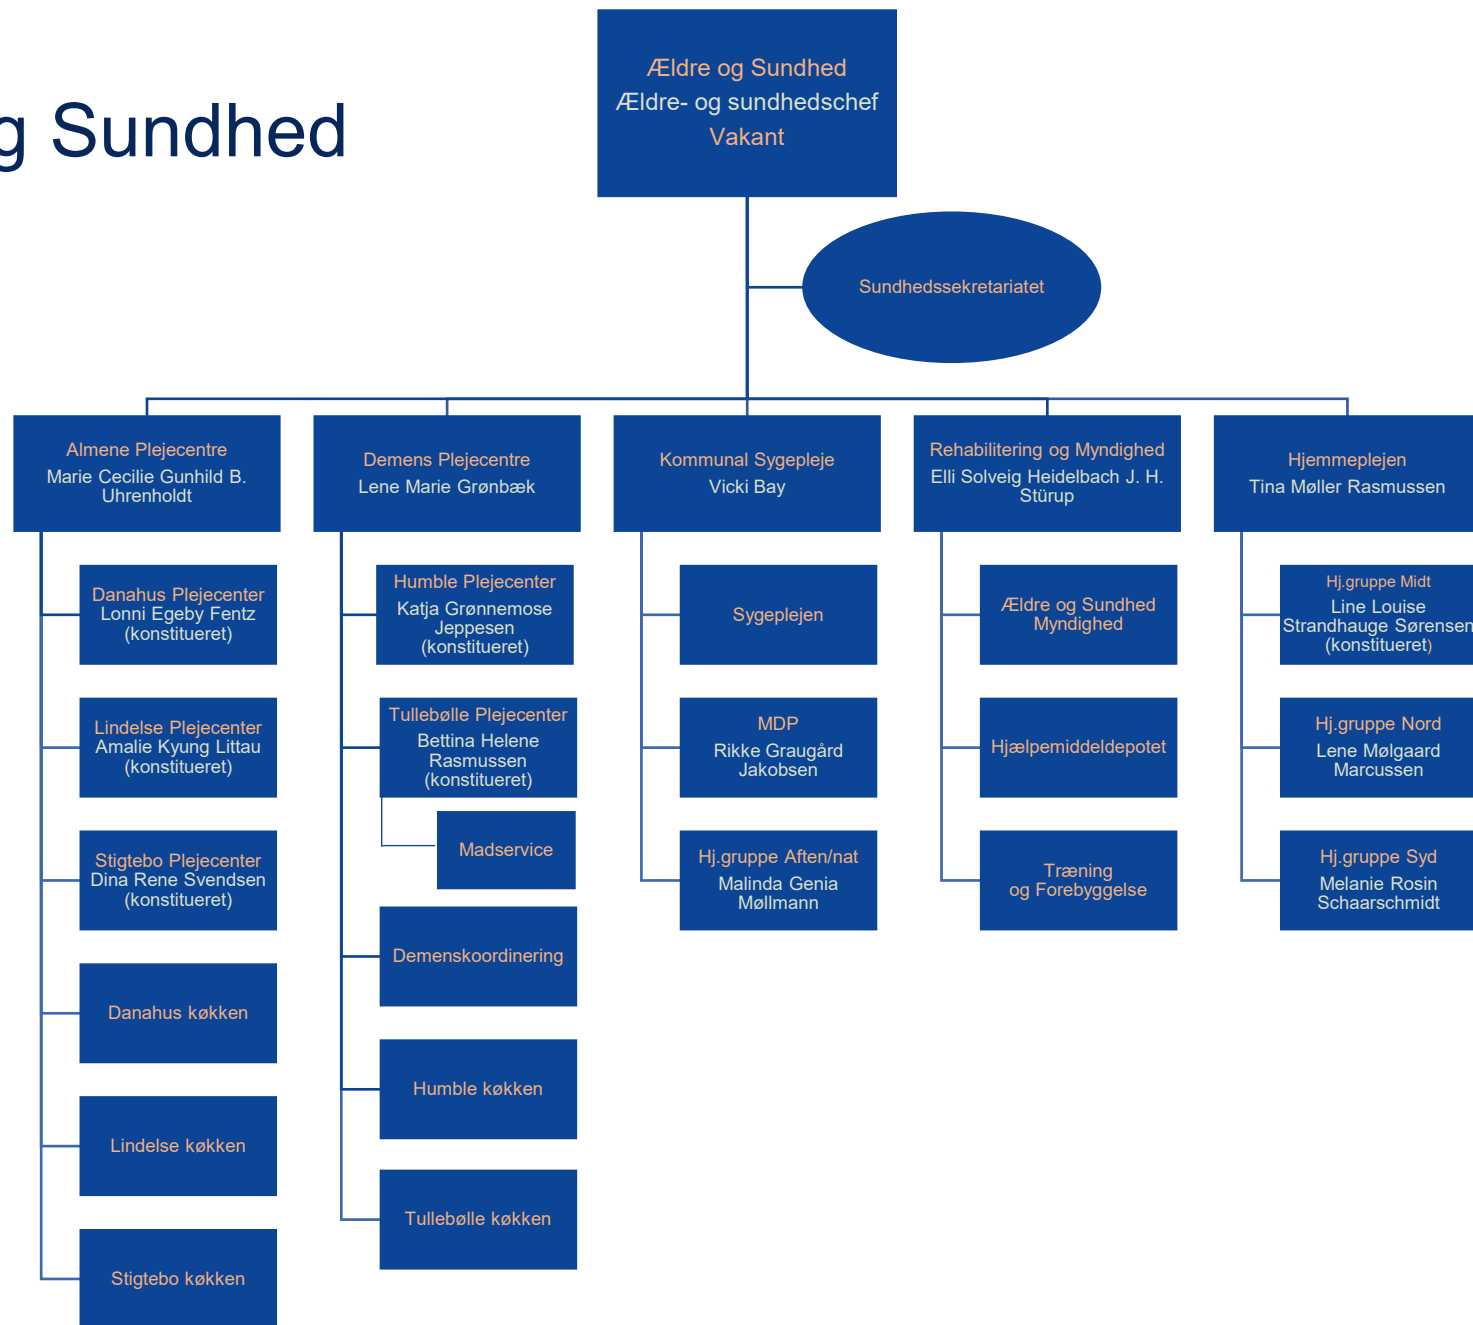 g Sundhed
Ældre og Sundhed
Ældre- og sundhedschef
Vakant
Sundhedssekretariatet
Almene Plejecentre
Marie Cecilie Gunhild B.
Uhrenholdt
Demens Plejecentre
Lene Marie Grønbæk
Kommunal Sygepleje
Vicki Bay
Rehabilitering og Myndighed
Elli Solveig Heidelbach J. H.
Stürup
Hjemmeplejen
Tina Møller Rasmussen
Danahus Plejecenter
Lonni Egeby Fentz
(konstitueret)
Lindelse Plejecenter
Amalie Kyung Littau
(konstitueret)
Stigtebo Plejecenter
Dina Rene Svendsen
(konstitueret)
Danahus køkken
Lindelse køkken
Stigtebo køkken
Humble Plejecenter
Katja Grønnemose
Jeppesen
(konstitueret)
Tullebølle Plejecenter
Bettina Helene
Rasmussen
(konstitueret)
Madservice
Demenskoordinering
Humble køkken
Tullebølle køkken
Sygeplejen
MDP
Rikke Graugård
Jakobsen
Hj.gruppe Aften/nat
Malinda Genia
Møllmann
Ældre og Sundhed
Myndighed
Hjælpemiddeldepotet
Træning
og Forebyggelse
Hj.gruppe Midt
Line Louise
Strandhauge Sørensen
(konstitueret)
Hj.gruppe Nord
Lene Mølgaard
Marcussen
Hj.gruppe Syd
Melanie Rosin
Schaarschmidt